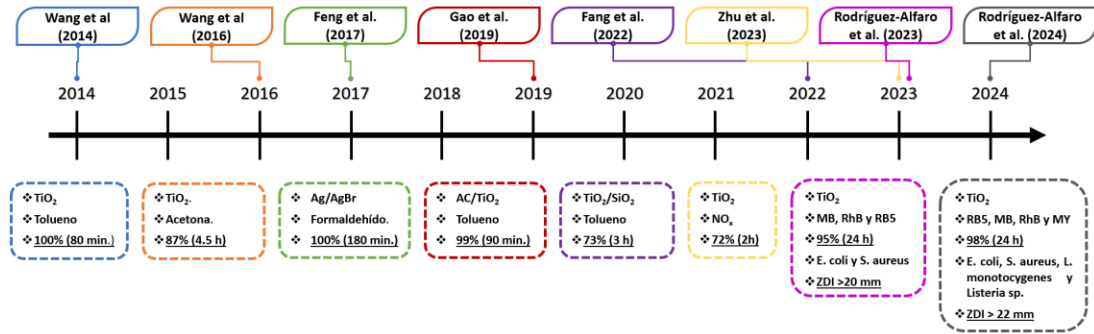 Wang et al.
(2014)
Wang et al
(2016)
Feng et al.
(2017)
Gao et al.
(2019)
Fang et al.
(2022)
Zhu et al.
(2023)
Rodríguez-Alfaro
et al. (2023)
Rodríguez-Alfaro
et al. (2024)
2014
2015
2016
2017
2018
2019
2020
2021
2022
2023
2024
❖TiO₂
❖Tolueno
❖100% (80 min.)
❖TiO₂.
❖Acetona.
❖87% (4.5 h)
❖Ag/AgBr
❖Formaldehído.
❖100% (180 min.)
❖AC/TiO₂
❖Tolueno
❖99% (90 min.)
❖TiO₂/SiO₂
❖Tolueno
❖73% (3 h)
❖TiO₂
❖NOₓ
❖72% (2h)
❖TiO₂
❖MB, RhB y RB5
❖95% (24 h)
❖E. coli y S. aureus
❖ZDI >20 mm
❖TiO₂
❖RB5, MB, RhB y MY
❖98% (24 h)
❖E. coli, S. aureus, L.
monotocygenes y
Listeria sp.
❖ZDI > 22 mm